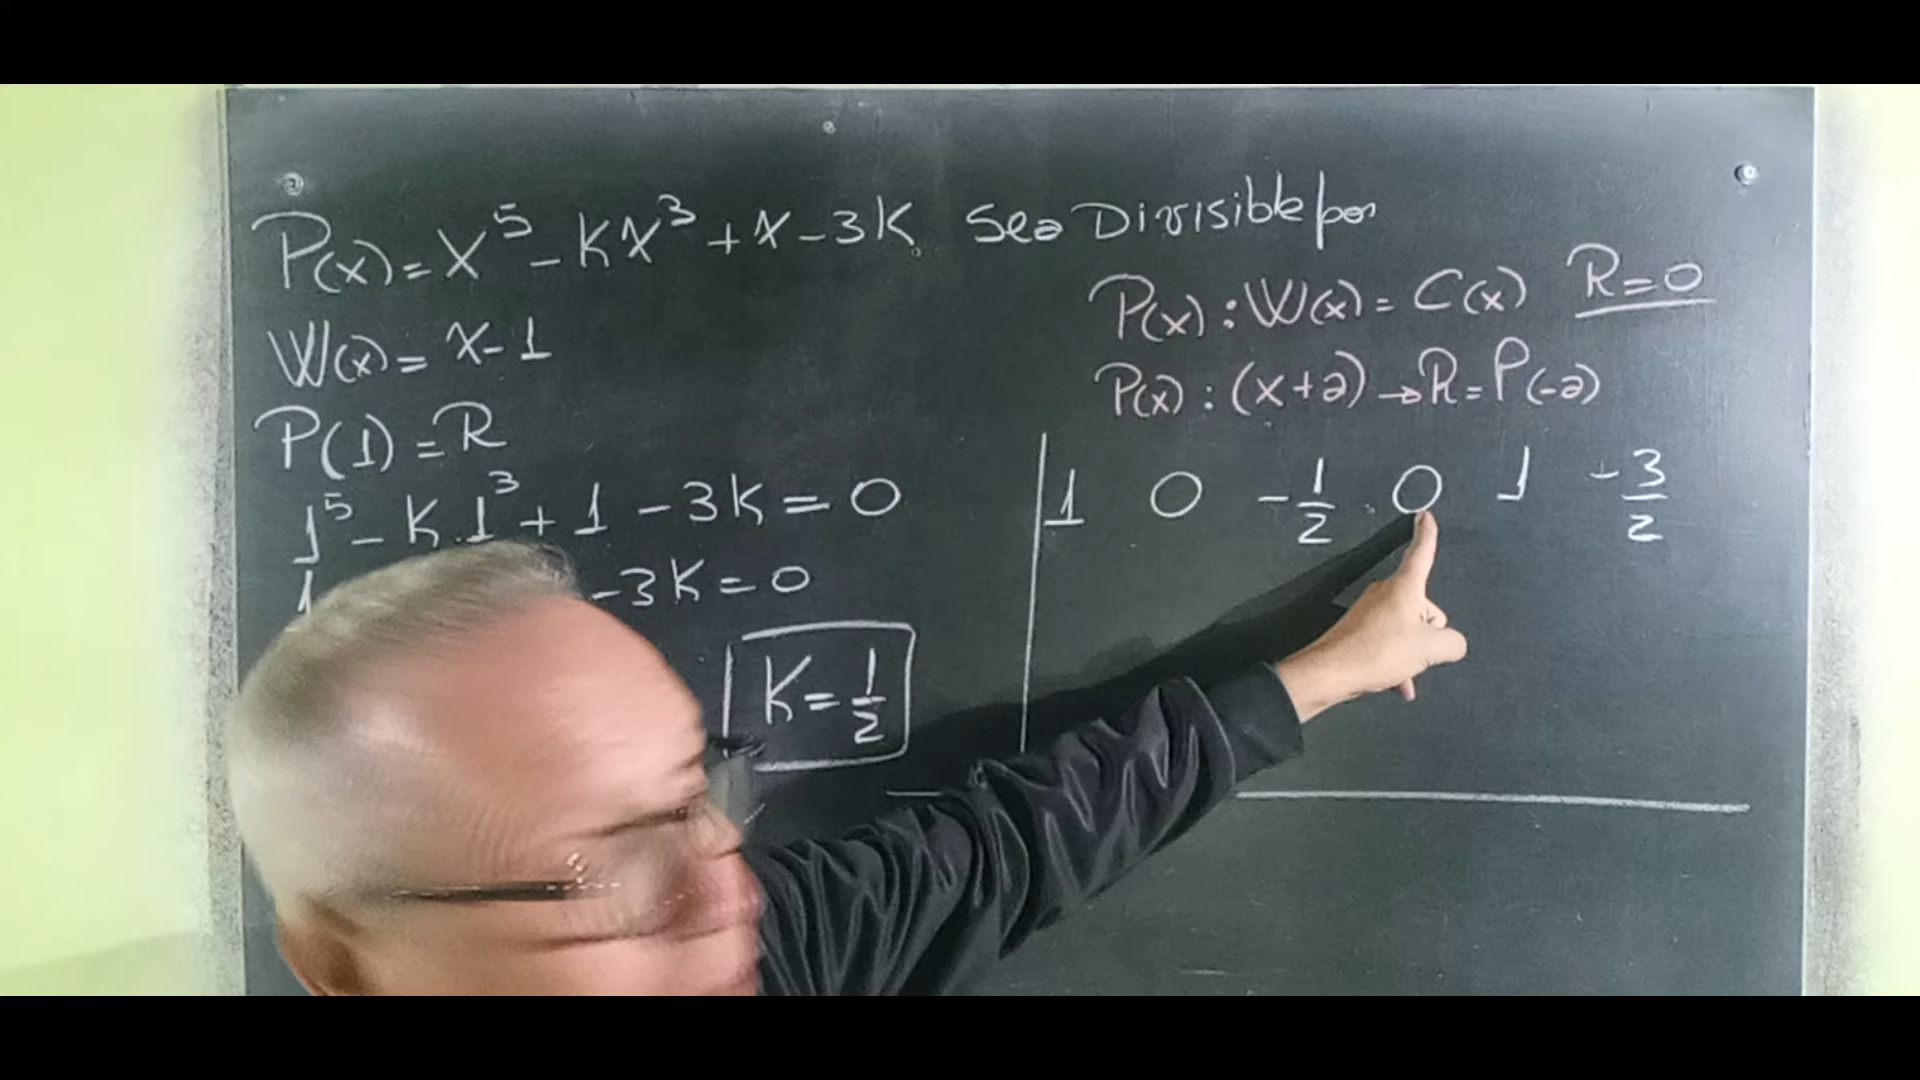 P(x) = x⁵ - Kx³ + x - 3K Sea Divisible por
W(x) = x - 1
P(1) = R
1⁵ - K.1³ + 1 - 3K = 0
1 - 3K = 0
K = 1/2
P(x) : W(x) = C(x) R = 0
P(x) : (x+a) → R = P(-a)
1 0 -1/2 0 1 -3/2